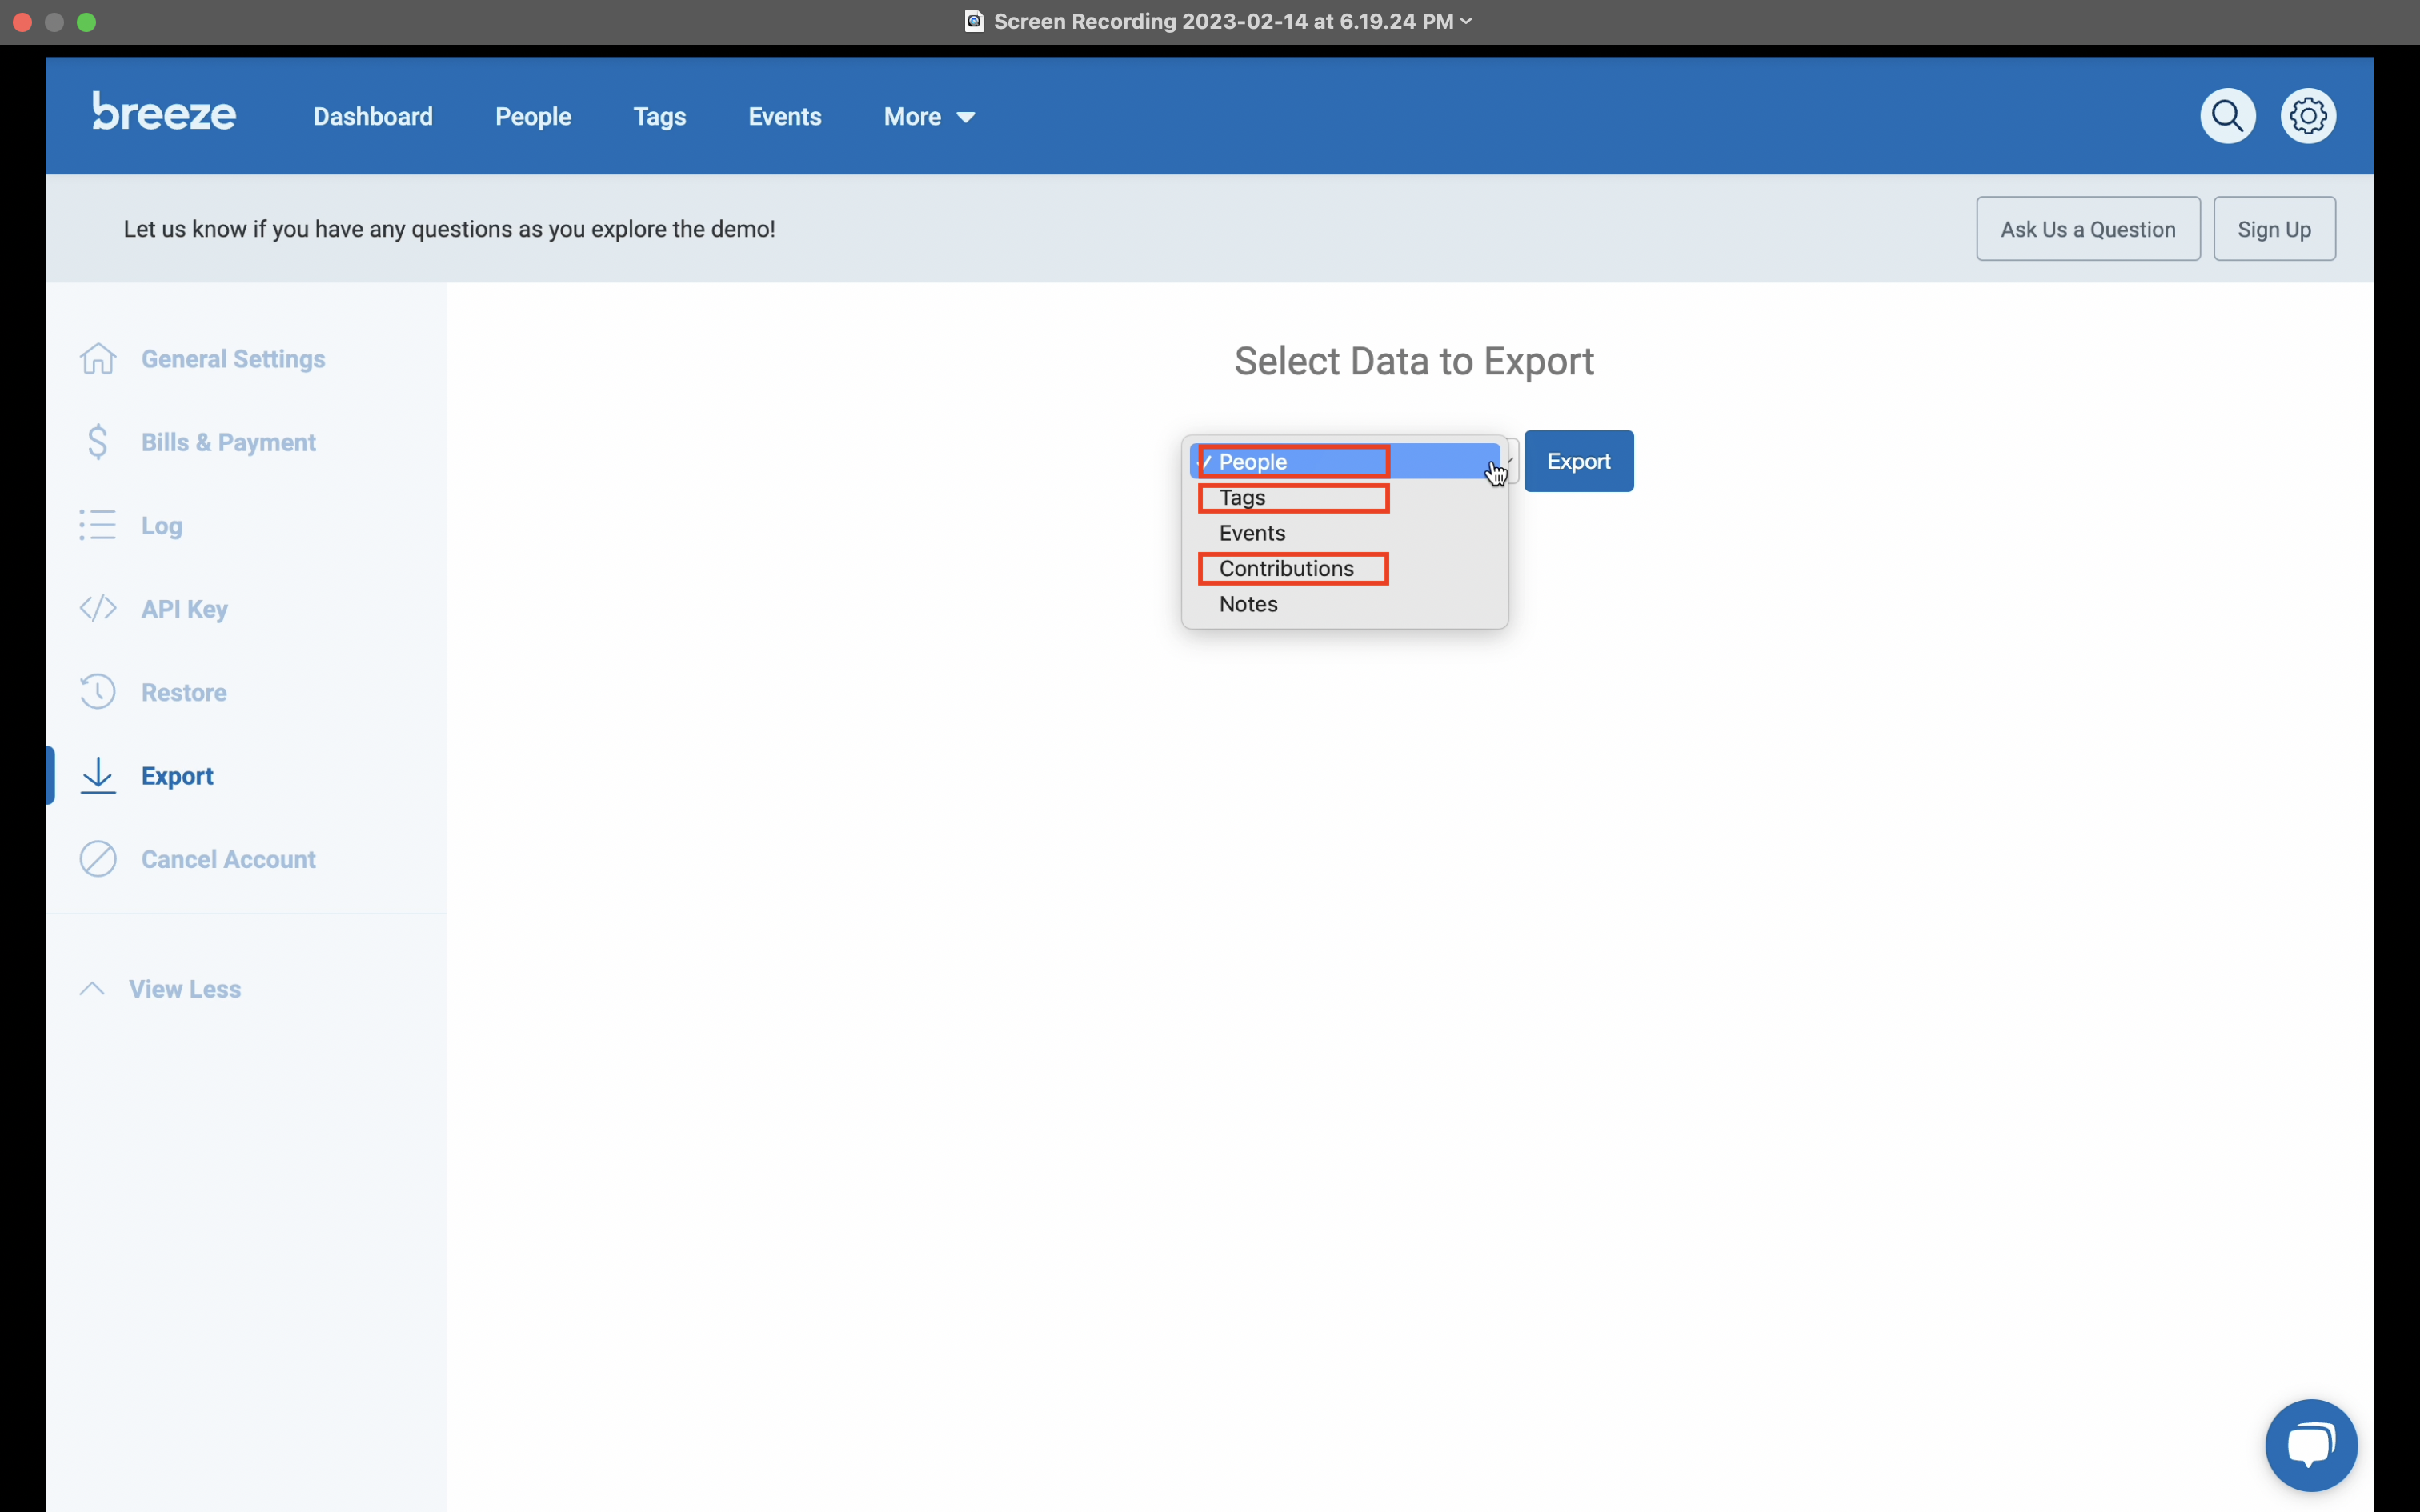 Screen Recording 2023-02-14 at 6.19.24 PM
breeze Dashboard People Tags Events More
Let us know if you have any questions as you explore the demo! Ask Us a Question Sign Up
General Settings
Bills & Payment
Log
API Key
Restore
Export
Cancel Account
View Less
Select Data to Export
People Export
Tags
Events
Contributions
Notes